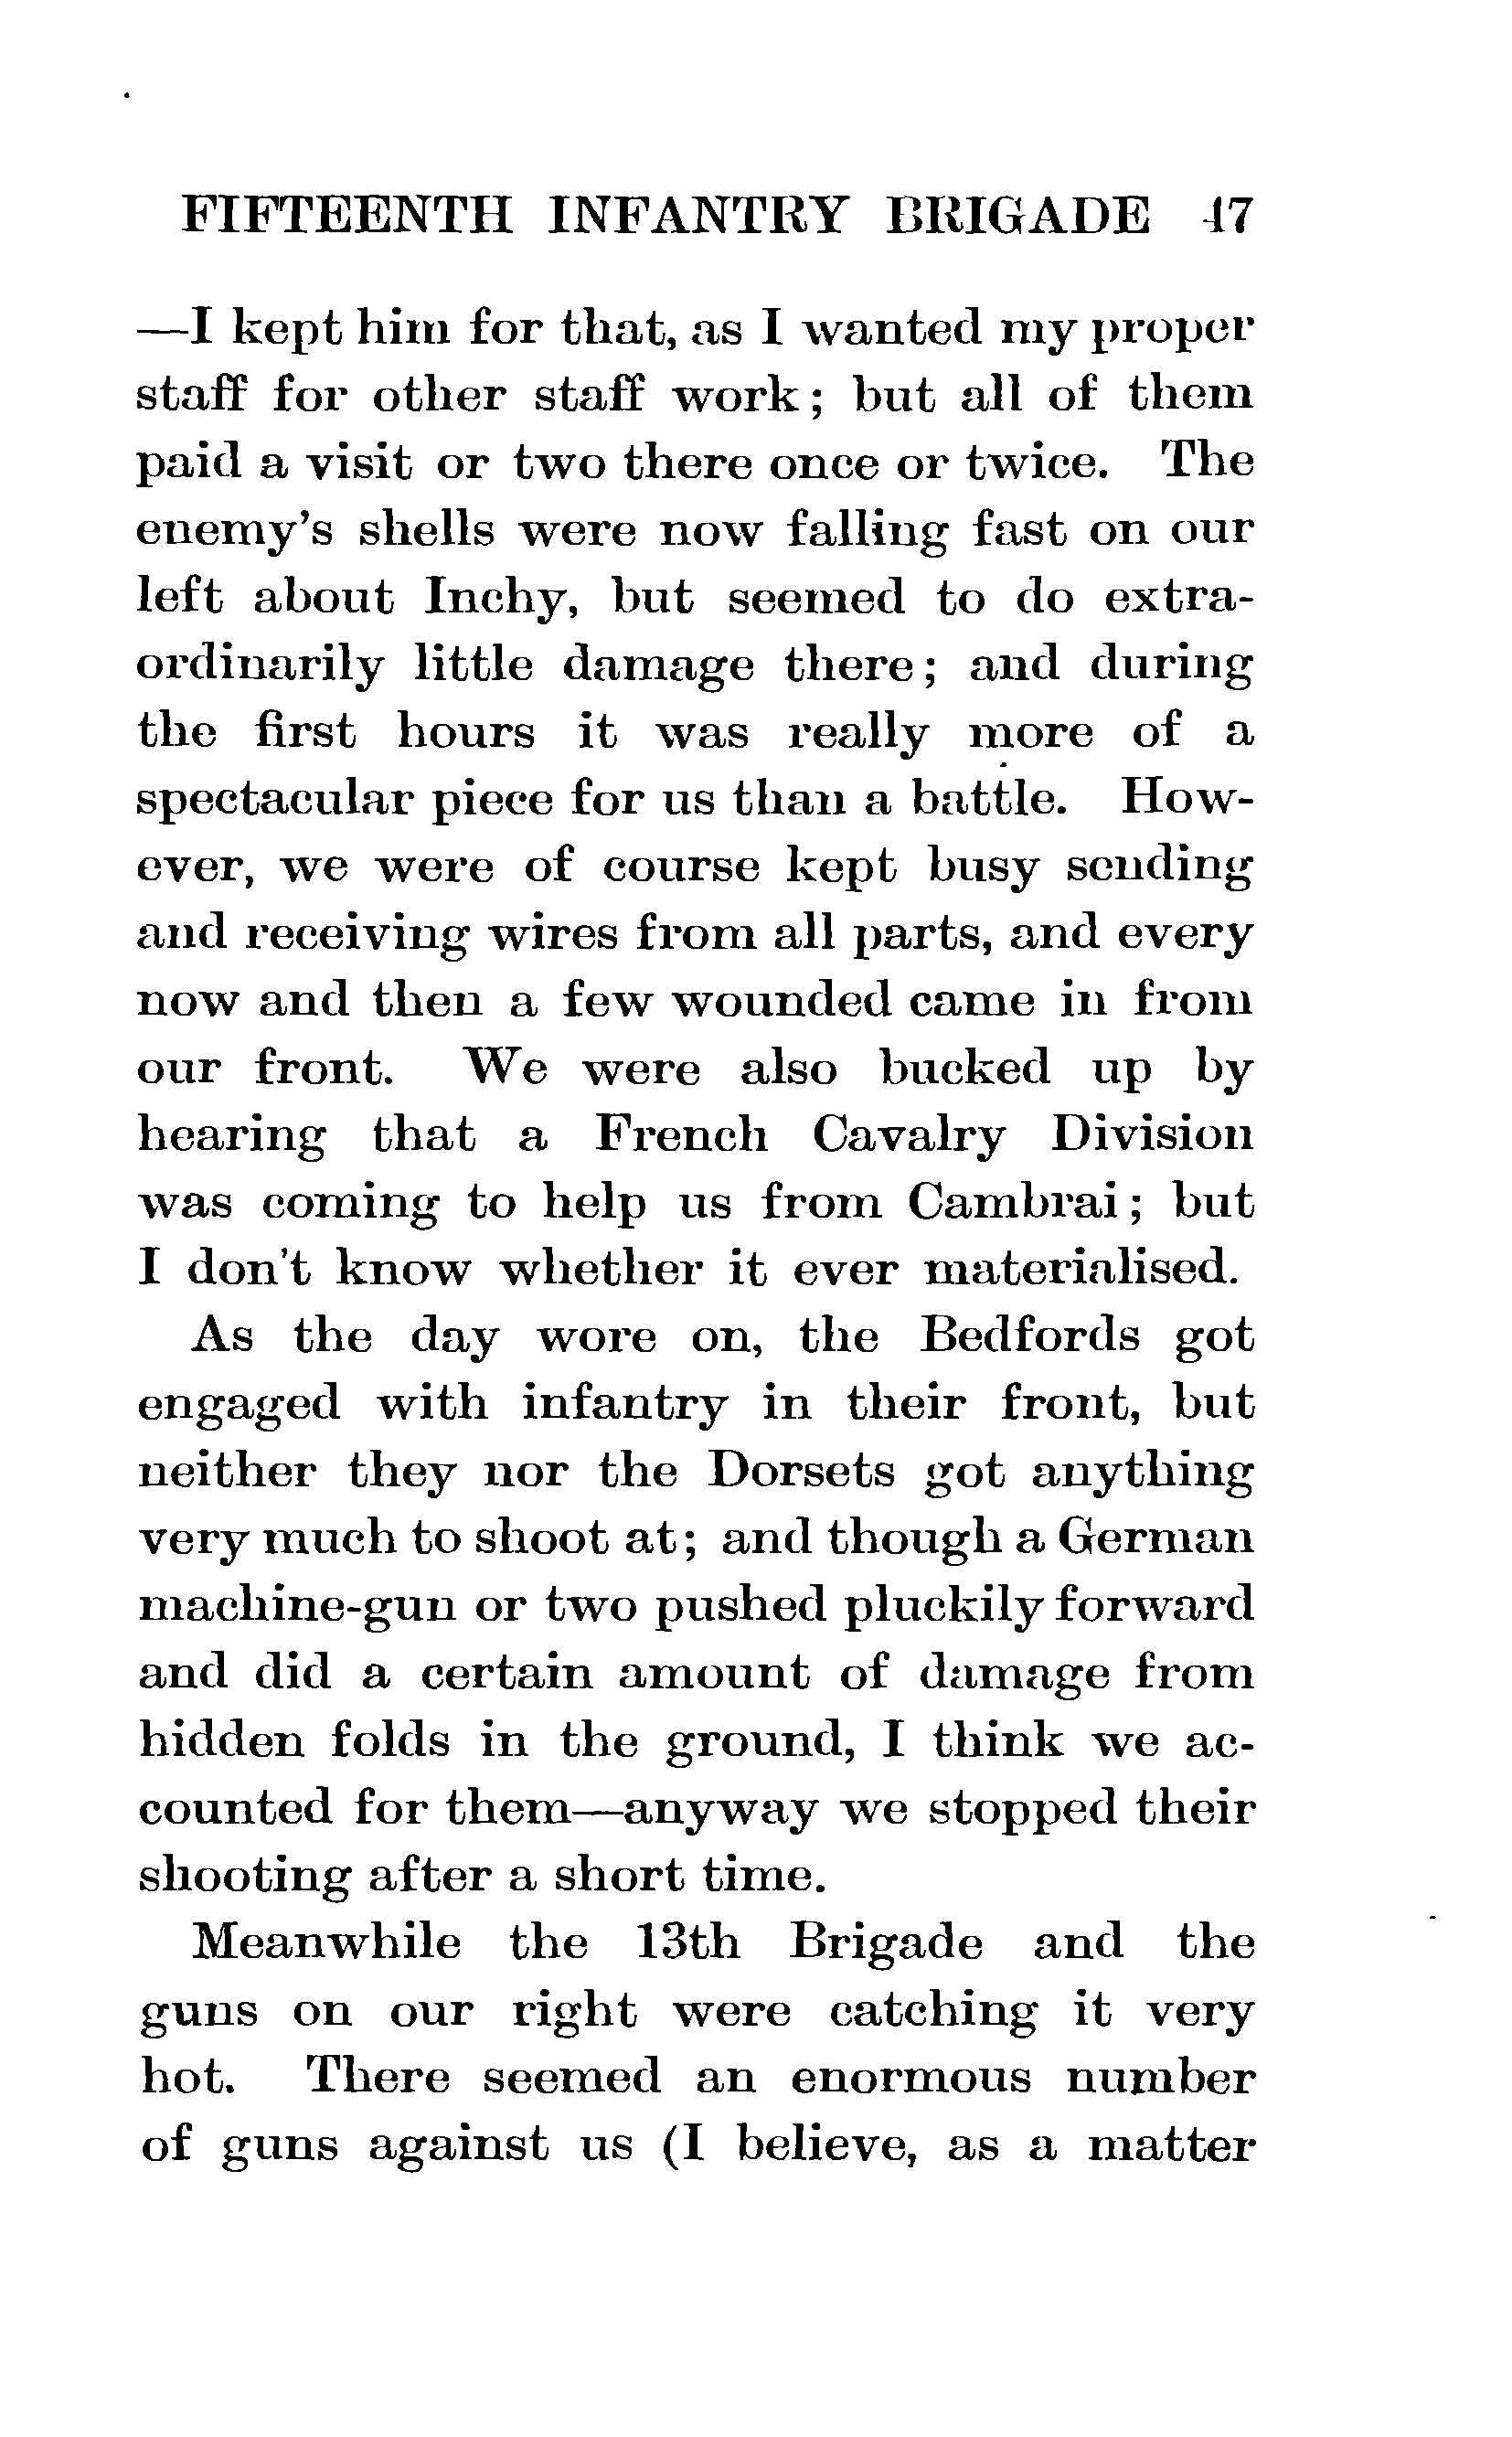 FIFTEENTH INFANTRY BRIGADE 47
—I kept him for that, as I wanted my proper
staff for other staff work; but all of them
paid a visit or two there once or twice. The
enemy's shells were now falling fast on our
left about Inchy, but seemed to do extra-
ordinarily little damage there; and during
the first hours it was really more of a
spectacular piece for us than a battle. How-
ever, we were of course kept busy sending
and receiving wires from all parts, and every
now and then a few wounded came in from
our front. We were also bucked up by
hearing that a French Cavalry Division
was coming to help us from Cambrai; but
I don't know whether it ever materialised.
As the day wore on, the Bedfords got
engaged with infantry in their front, but
neither they nor the Dorsets got anything
very much to shoot at; and though a German
machine-gun or two pushed pluckily forward
and did a certain amount of damage from
hidden folds in the ground, I think we ac-
counted for them—anyway we stopped their
shooting after a short time.
Meanwhile the 13th Brigade and the
guns on our right were catching it very
hot. There seemed an enormous number
of guns against us (I believe, as a matter